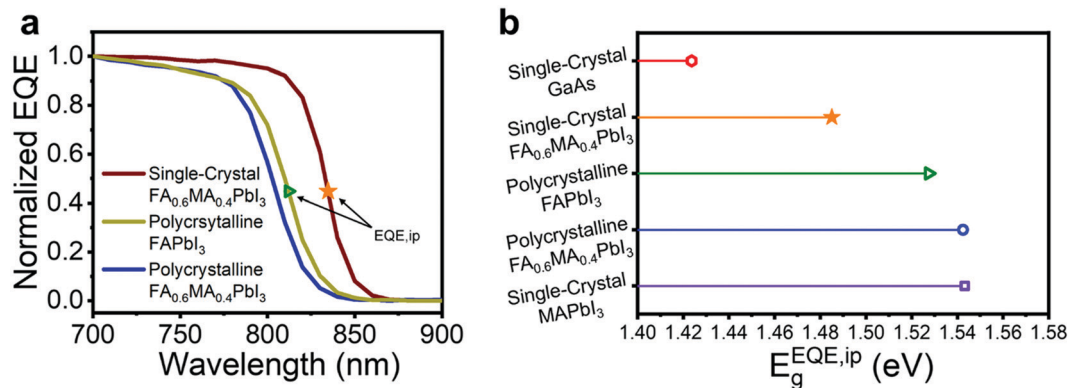 a
Normalized EQE
1.0
0.8
0.6
0.4
0.2
0.0
Single-Crystal
FA0.6MA0.4PbI3
Polycrsytalline
FAPbI3
Polycrystalline
FA0.6MA0.4PbI3
EQE,ip
700 750 800 850 900
Wavelength (nm)
b
Single-Crystal
GaAs
Single-Crystal
FA0.6MA0.4PbI3
Polycrystalline
FAPbI3
Polycrystalline
FA0.6MA0.4PbI3
Single-Crystal
MAPbI3
1.40 1.42 1.44 1.46 1.48 1.50 1.52 1.54 1.56 1.58
EgEQE,ip (eV)